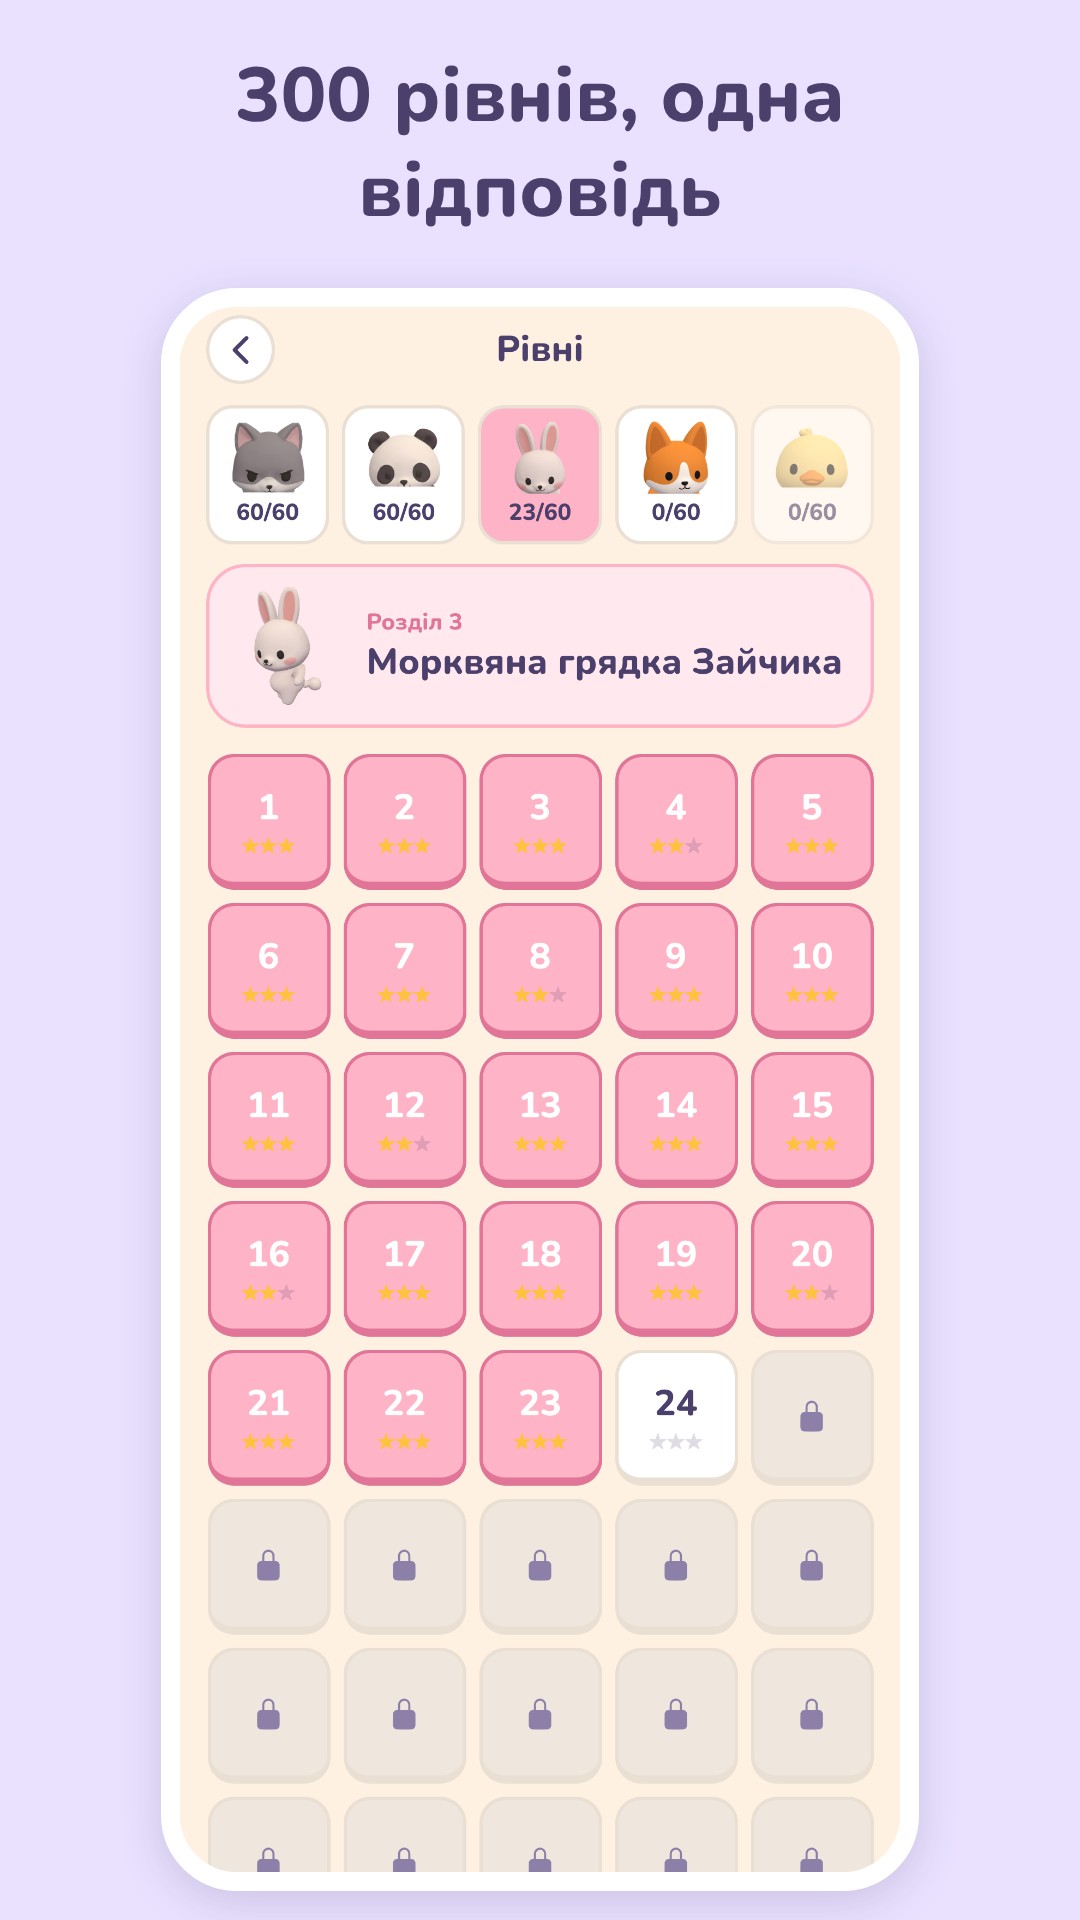 300 рівнів, одна
відповідь
Рівні
60/60 60/60 23/60 0/60 0/60
Розділ 3
Морквяна грядка Зайчика
1 2 3 4 5
6 7 8 9 10
11 12 13 14 15
16 17 18 19 20
21 22 23 24